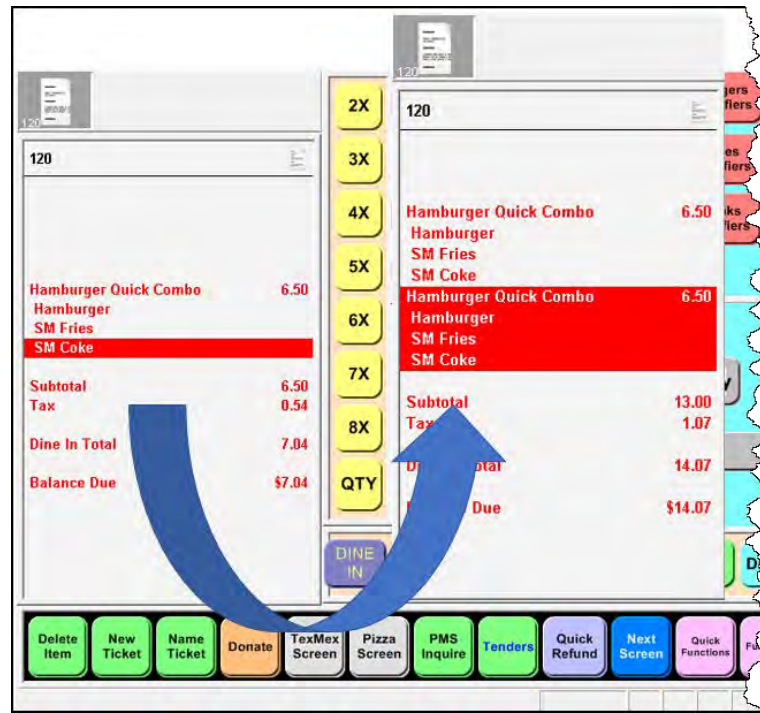 120
120
Hamburger Quick Combo 6.50
Hamburger
SM Fries
SM Coke
Subtotal 6.50
Tax 0.54
Dine In Total 7.04
Balance Due $7.04
2X
3X
4X
5X
6X
7X
8X
QTY
DINE
IN
120
120
Hamburger Quick Combo 6.50
Hamburger
SM Fries
SM Coke
Hamburger Quick Combo 6.50
Hamburger
SM Fries
SM Coke
Subtotal 13.00
Tax 1.07
14.07
Due $14.07
Delete
Item
New
Ticket
Name
Ticket
Donate
TexMex
Screen
Pizza
Screen
PMS
Inquire
Tenders
Quick
Refund
Next
Screen
Quick
Functions